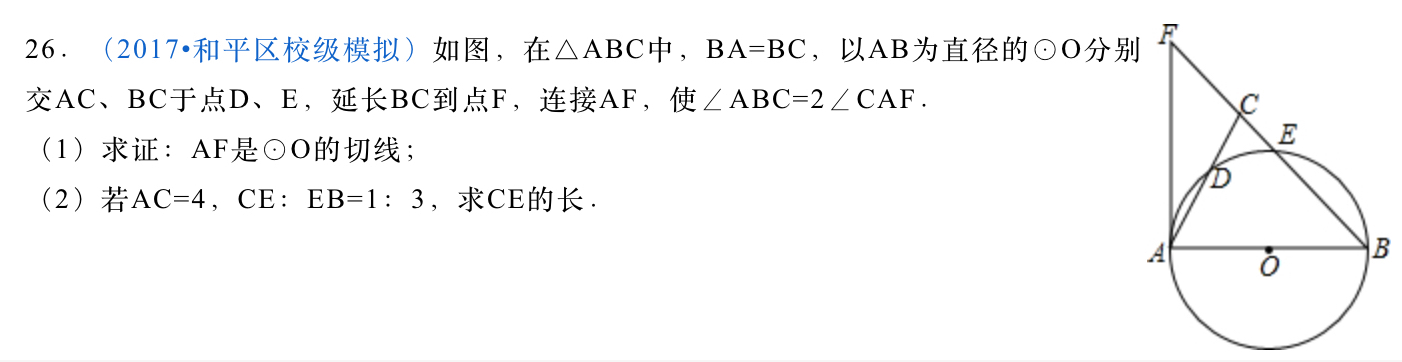 26. （2017•和平区校级模拟）如图，在△ABC中，BA=BC，以AB为直径的⊙O分别
交AC、BC于点D、E，延长BC到点F，连接AF，使∠ABC=2∠CAF．
（1）求证：AF是⊙O的切线；
（2）若AC=4，CE：EB=1：3，求CE的长．
F
C
E
D
A
O
B